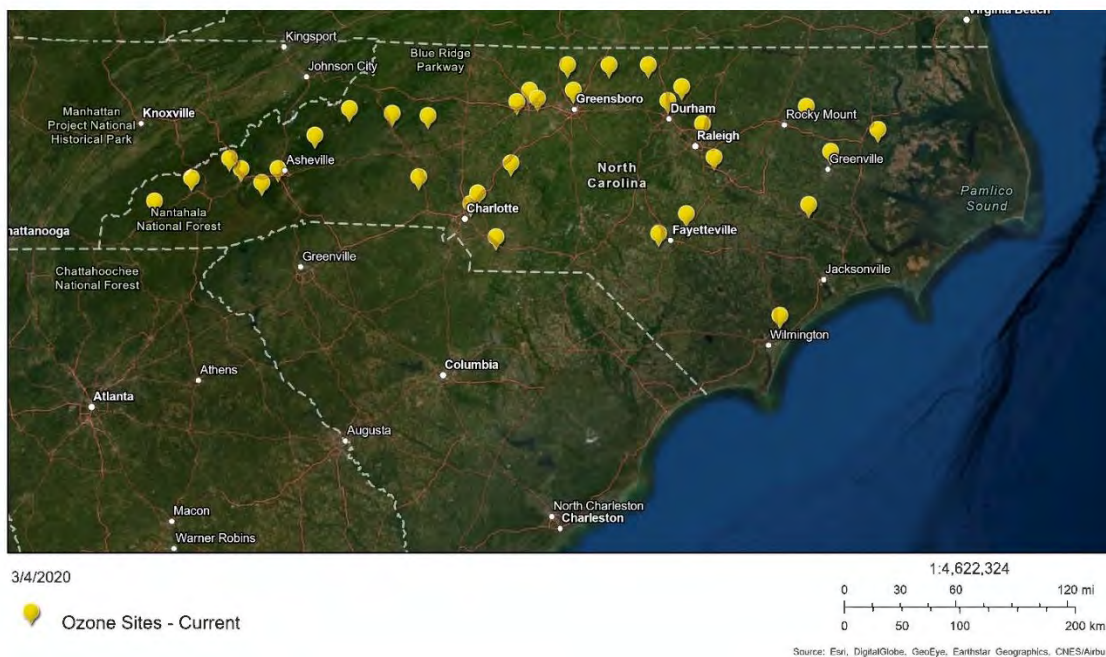 Virginia Beach
Kingsport
Blue Ridge
Parkway
Johnson City
Manhattan
Project National
Historical Park
Knoxville
Greensboro
Durham
Rocky Mount
Raleigh
Asheville
North
Carolina
Greenville
Pamlico
Sound
Nantahala
National Forest
Charlotte
hattanooga
Fayetteville
Chattahoochee
National Forest
Greenville
Jacksonville
Wilmington
Columbia
Athens
Atlanta
Augusta
North Charleston
Charleston
Macon
Warner Robins
3/4/2020
Ozone Sites - Current
1:4,622,324
0 30 60 120 mi
0 50 100 200 km
Source: Esri, DigitalGlobe, GeoEye, Earthstar Geographics, CNES/Airbu